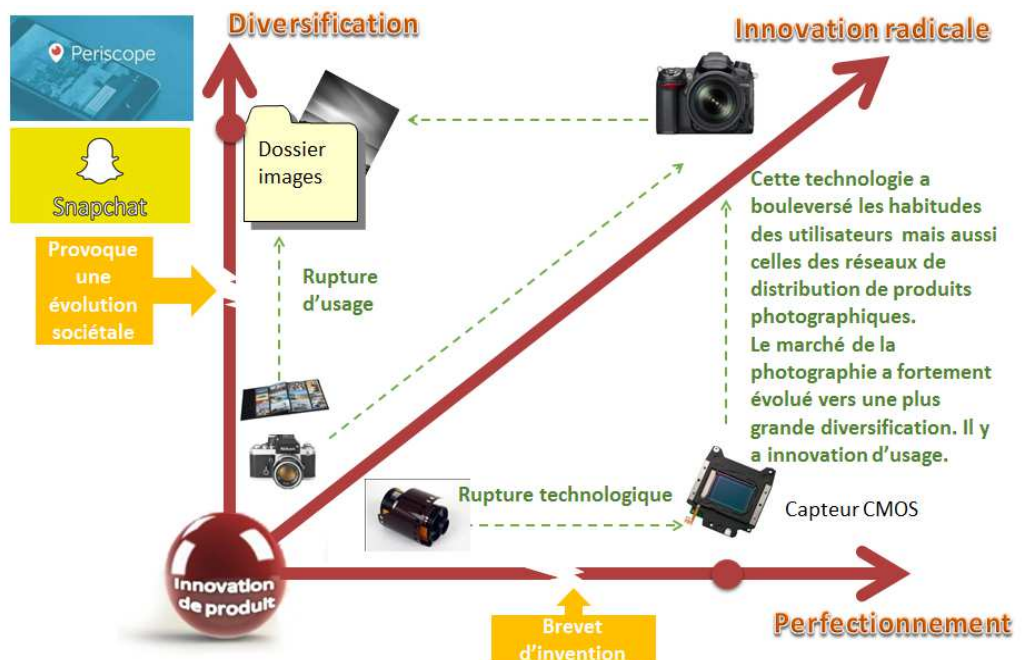 Diversification
Innovation radicale
Periscope
Snapchat
Dossier
images
Provoque
une
évolution
sociétale
Rupture
d’usage
Cette technologie a
bouleversé les habitudes
des utilisateurs mais aussi
celles des réseaux de
distribution de produits
photographiques.
Le marché de la
photographie a fortement
évolué vers une plus
grande diversification. Il y
a innovation d’usage.
Rupture technologique
Capteur CMOS
Innovation
de produit
Brevet
d’invention
Perfectionnement